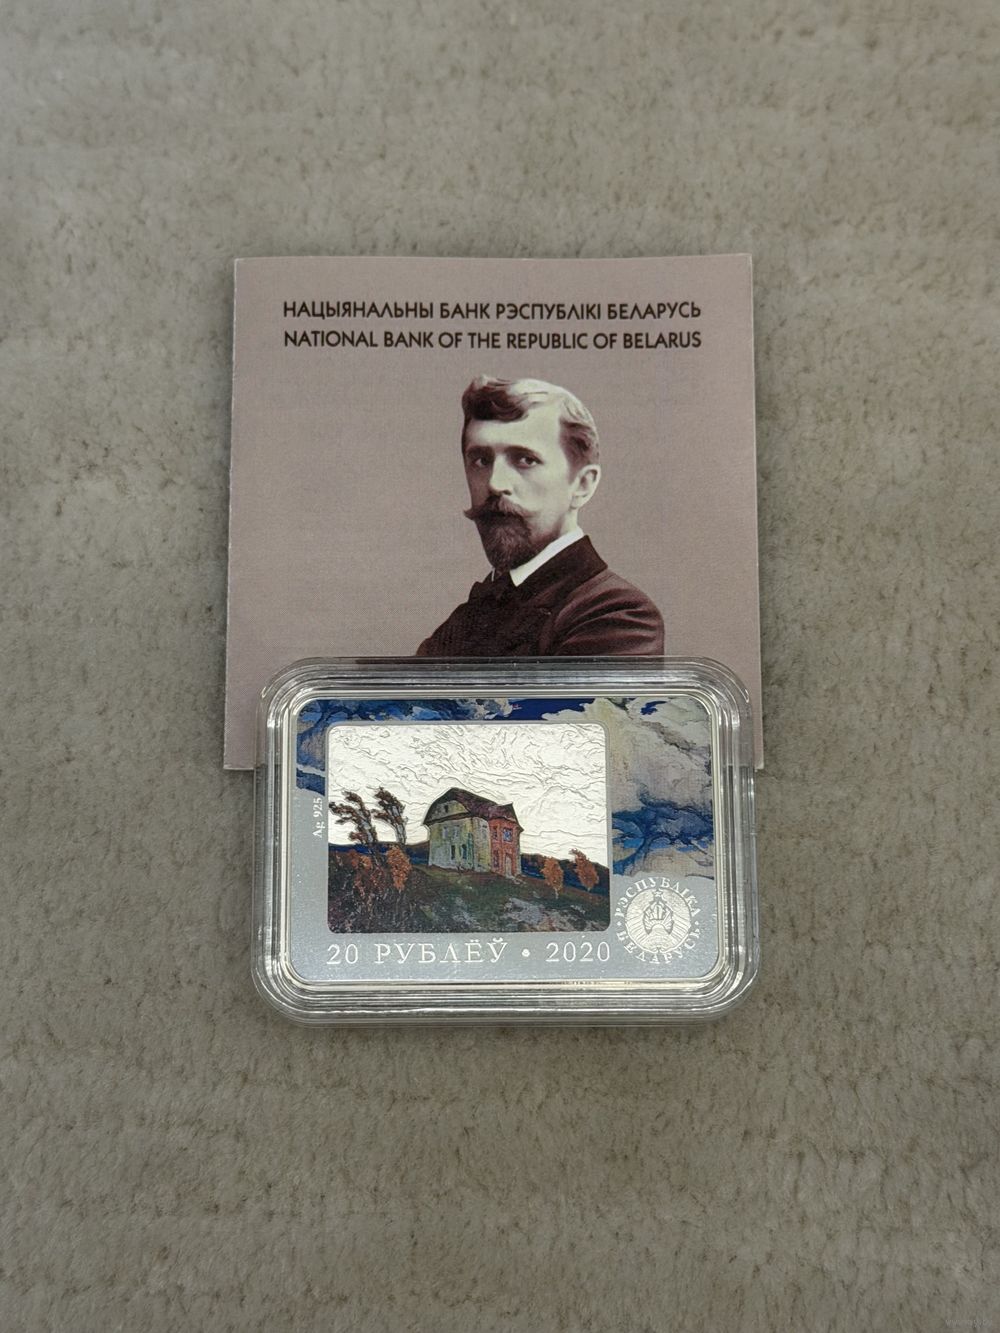 НАЦЫЯНАЛЬНЫ БАНК РЭСПУБЛІКІ БЕЛАРУСЬ
NATIONAL BANK OF THE REPUBLIC OF BELARUS
Ag 925
РЭСПУБЛІКА БЕЛАРУСЬ
20 РУБЛЁЎ • 2020